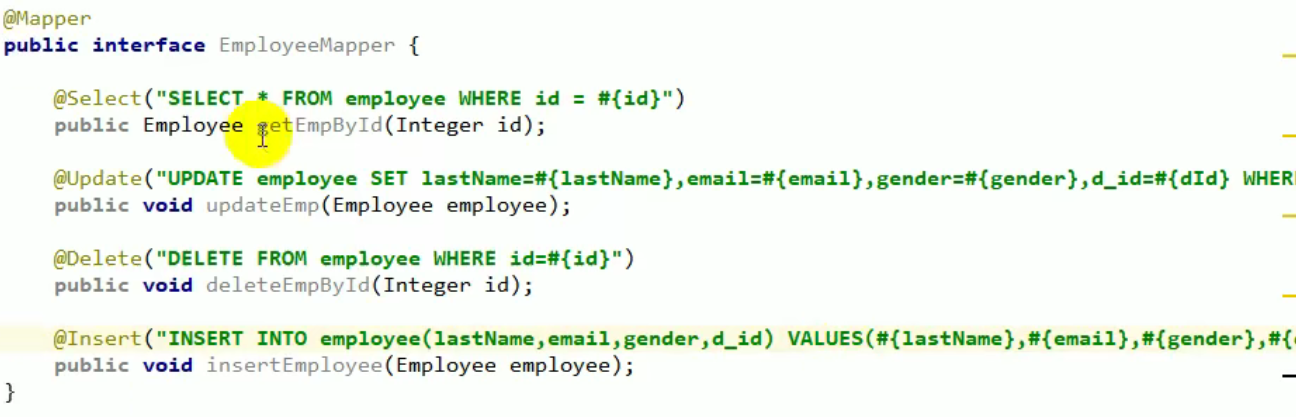 @Mapper
public interface EmployeeMapper {
@Select("SELECT * FROM employee WHERE id = #{id}")
public Employee getEmpById(Integer id);
@Update("UPDATE employee SET lastName=#{lastName},email=#{email},gender=#{gender},d_id=#{dId} WHER
public void updateEmp(Employee employee);
@Delete("DELETE FROM employee WHERE id=#{id}")
public void deleteEmpById(Integer id);
@Insert("INSERT INTO employee(lastName,email,gender,d_id) VALUES(#{lastName},#{email},#{gender},#{
public void insertEmployee(Employee employee);
}